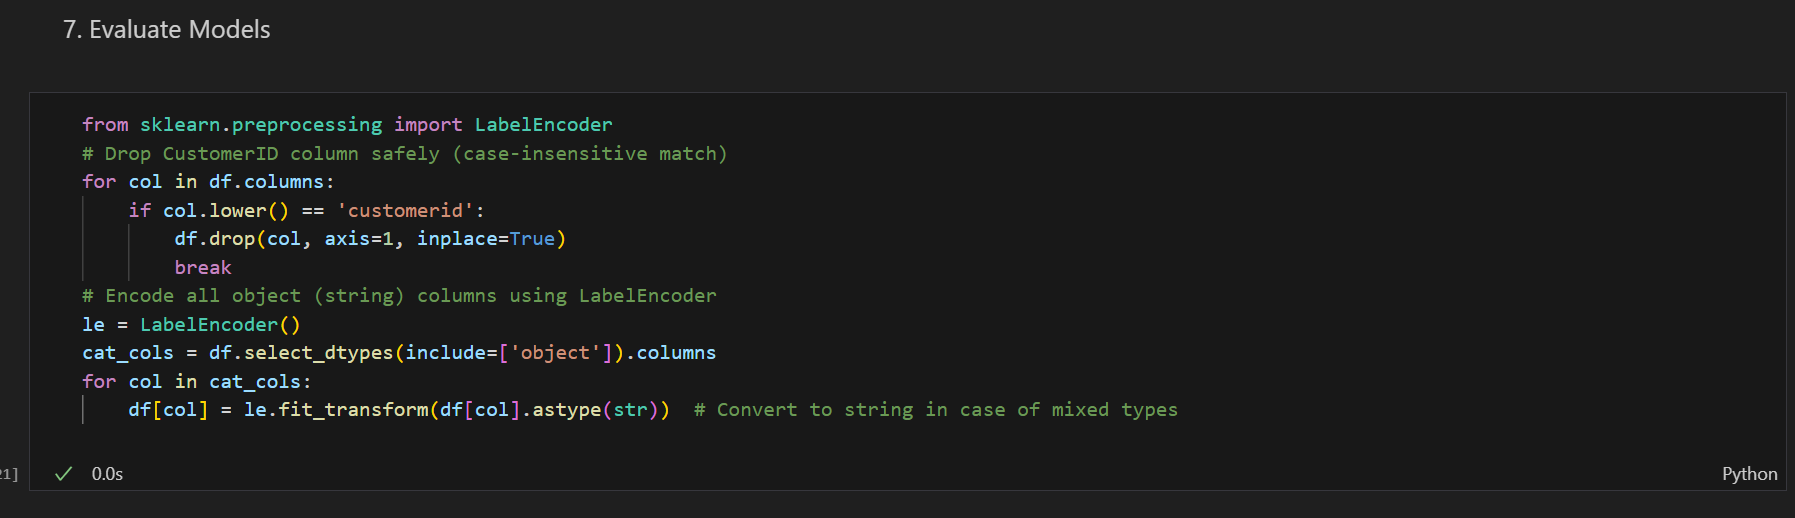 7. Evaluate Models
from sklearn.preprocessing import LabelEncoder
# Drop CustomerID column safely (case-insensitive match)
for col in df.columns:
    if col.lower() == 'customerid':
        df.drop(col, axis=1, inplace=True)
        break
# Encode all object (string) columns using LabelEncoder
le = LabelEncoder()
cat_cols = df.select_dtypes(include=['object']).columns
for col in cat_cols:
    df[col] = le.fit_transform(df[col].astype(str))  # Convert to string in case of mixed types
21] ✓ 0.0s Python